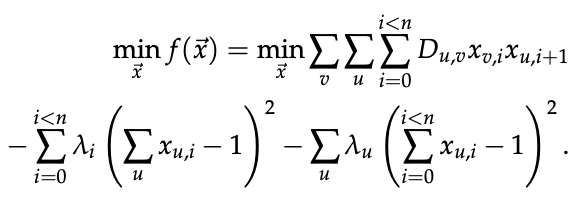 $$\min_{\vec{x}} f(\vec{x}) = \min_{\vec{x}} \sum_{v} \sum_{u} \sum_{i=0}^{i<n} D_{u,v} x_{v,i} x_{u,i+1}$$
$$- \sum_{i=0}^{i<n} \lambda_i \left( \sum_{u} x_{u,i} - 1 \right)^2 - \sum_{u} \lambda_u \left( \sum_{i=0}^{i<n} x_{u,i} - 1 \right)^2 .$$